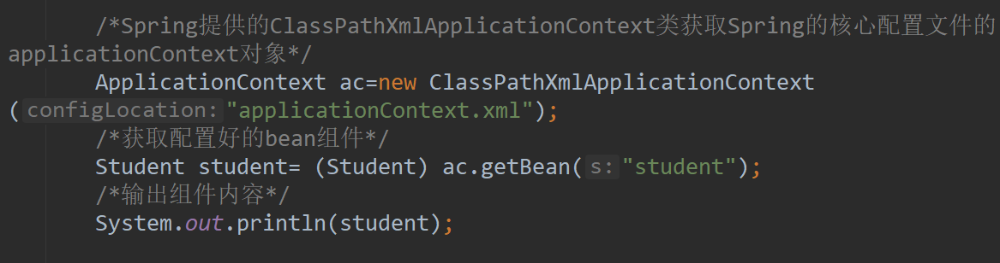 /*Spring提供的ClassPathXmlApplicationContext类获取Spring的核心配置文件的
applicationContext对象*/
ApplicationContext ac=new ClassPathXmlApplicationContext
(configLocation:"applicationContext.xml");
/*获取配置好的bean组件*/
Student student= (Student) ac.getBean(s:"student");
/*输出组件内容*/
System.out.println(student);